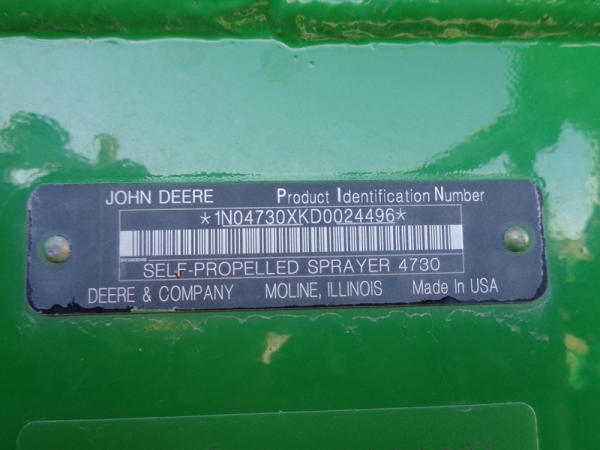 JOHN DEERE Product Identification Number
*1N04730XKD0024496*
SELF-PROPELLED SPRAYER 4730
DEERE & COMPANY MOLINE, ILLINOIS Made In USA